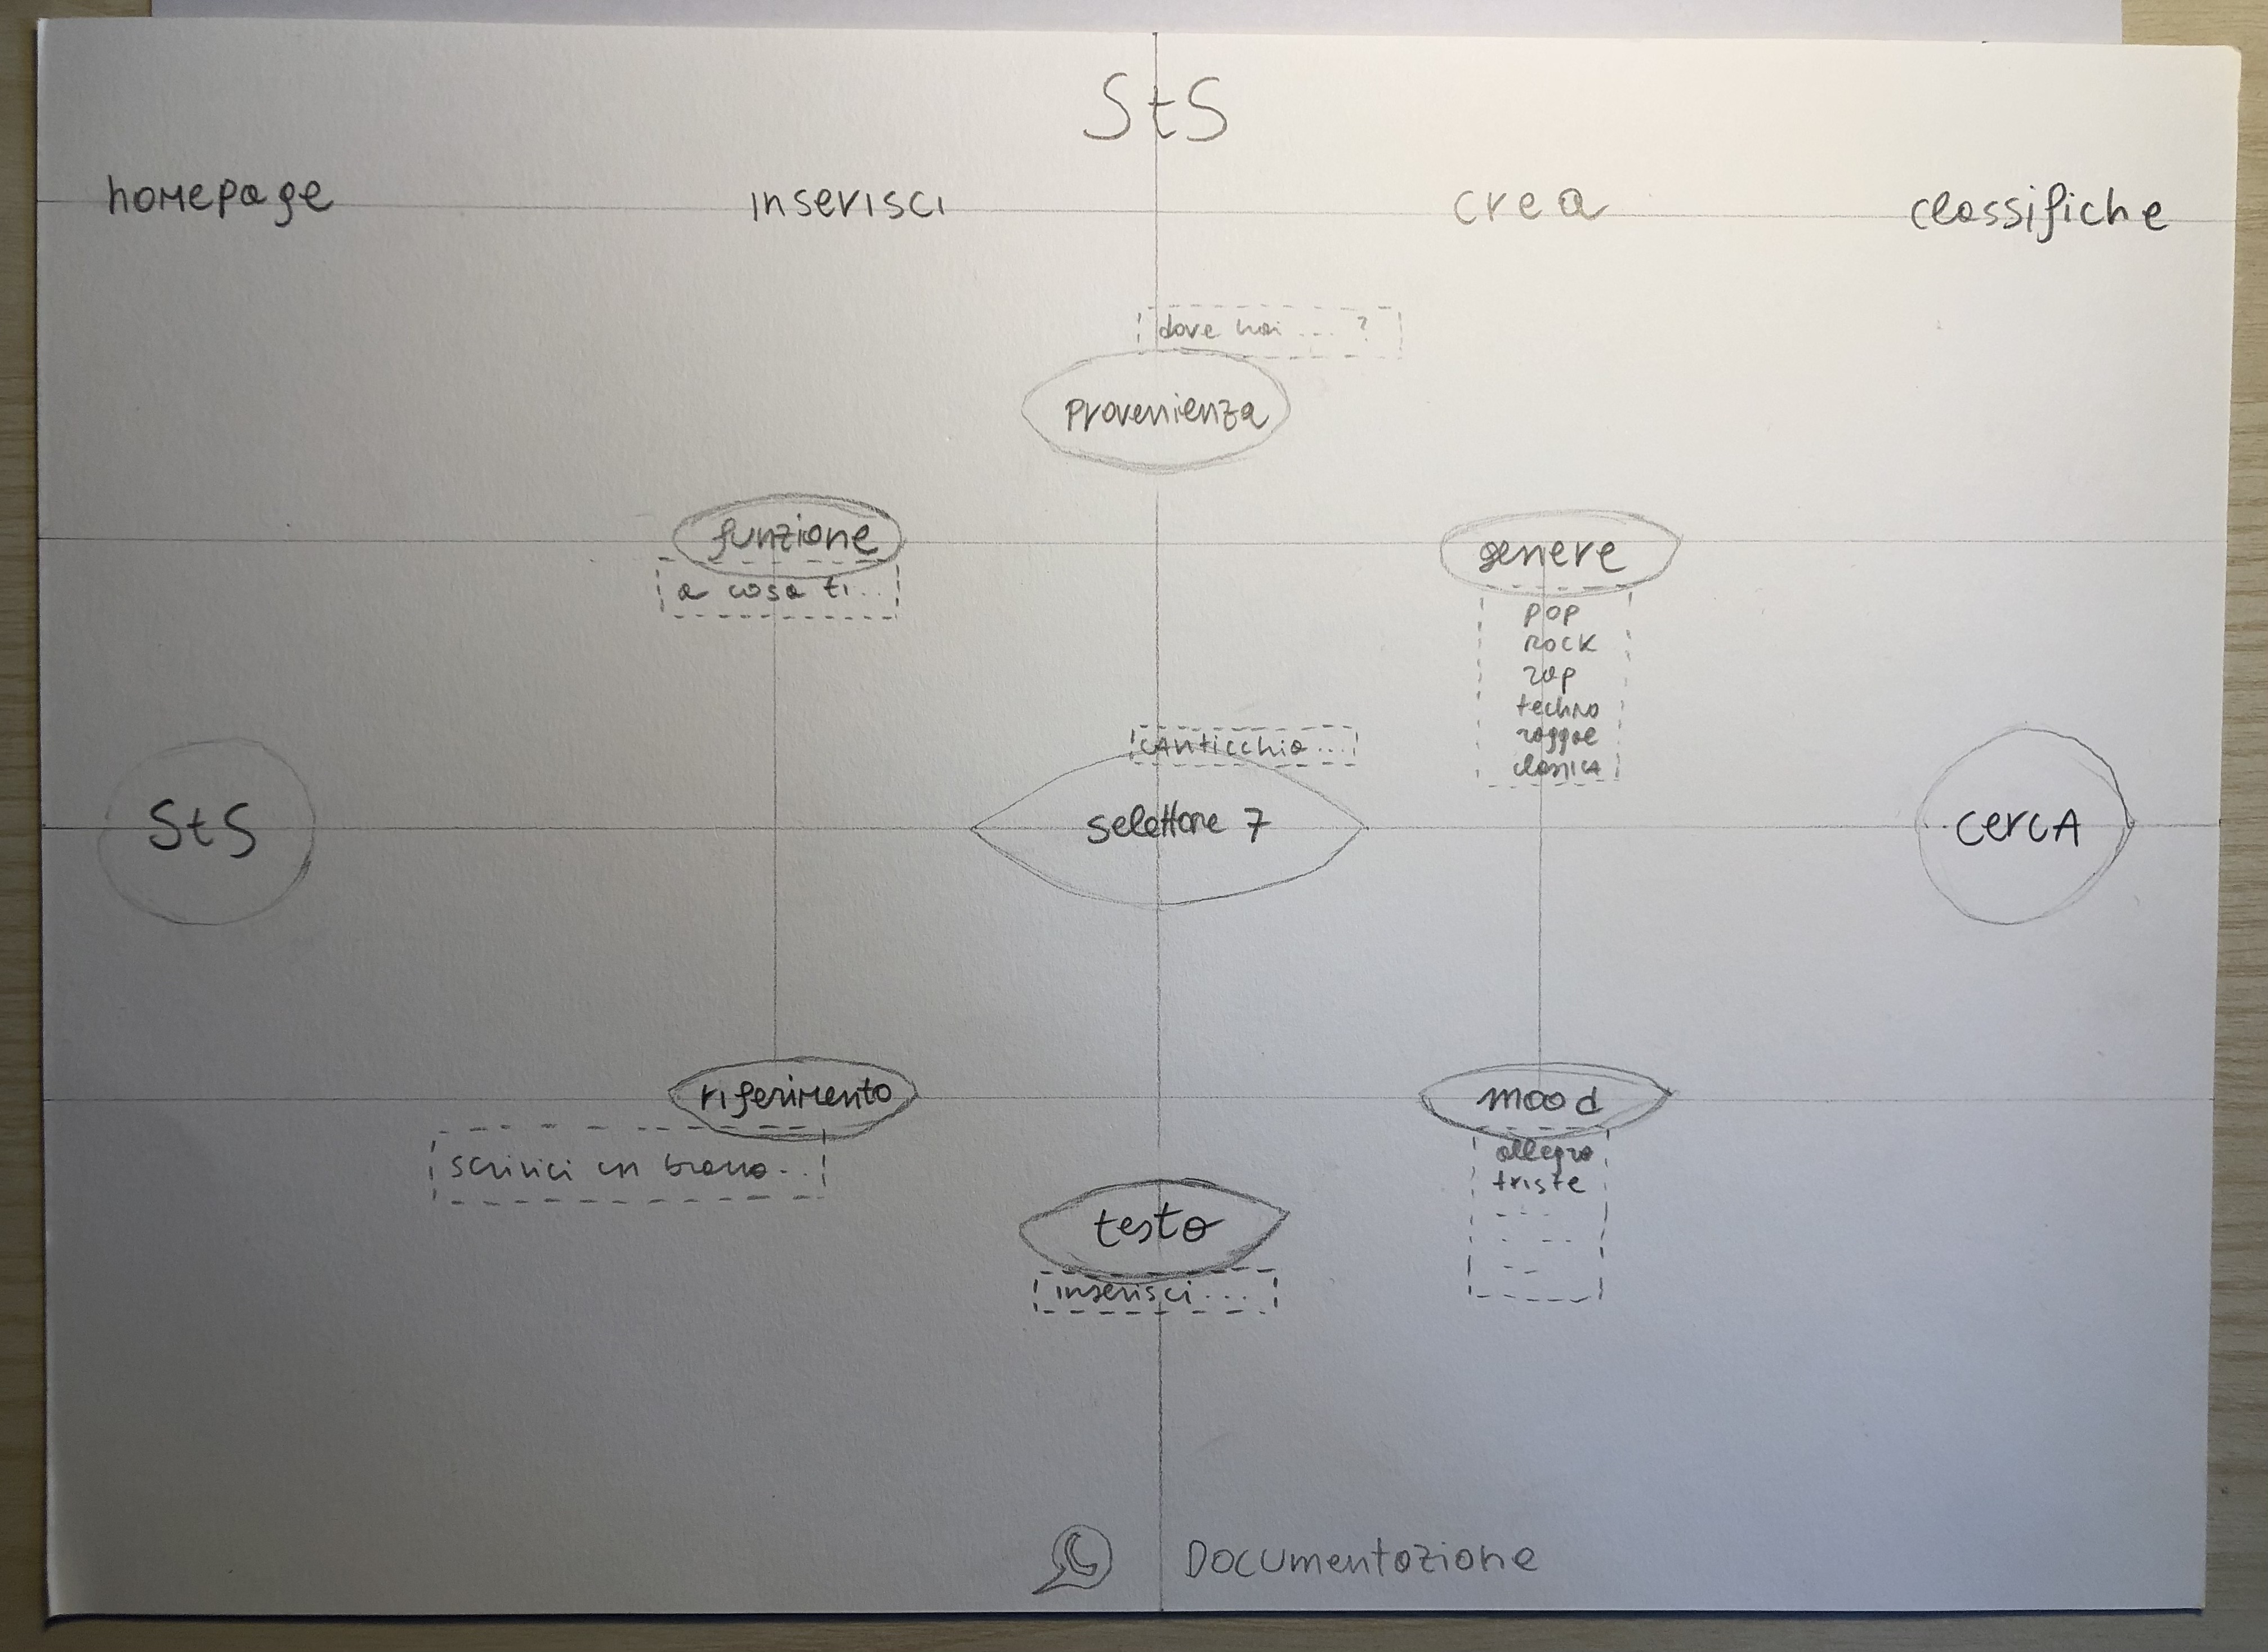 StS
homepage inserisci crea classifiche
dove hai ... ?
provenienza
funzione
a cosa ti...
genere
pop
rock
rap
techno
raggae
classica
canticchia...
StS
selettore 7
cercA
riferimento
scrivici un brano...
mood
allegro
triste
testo
inserisci...
Documentazione